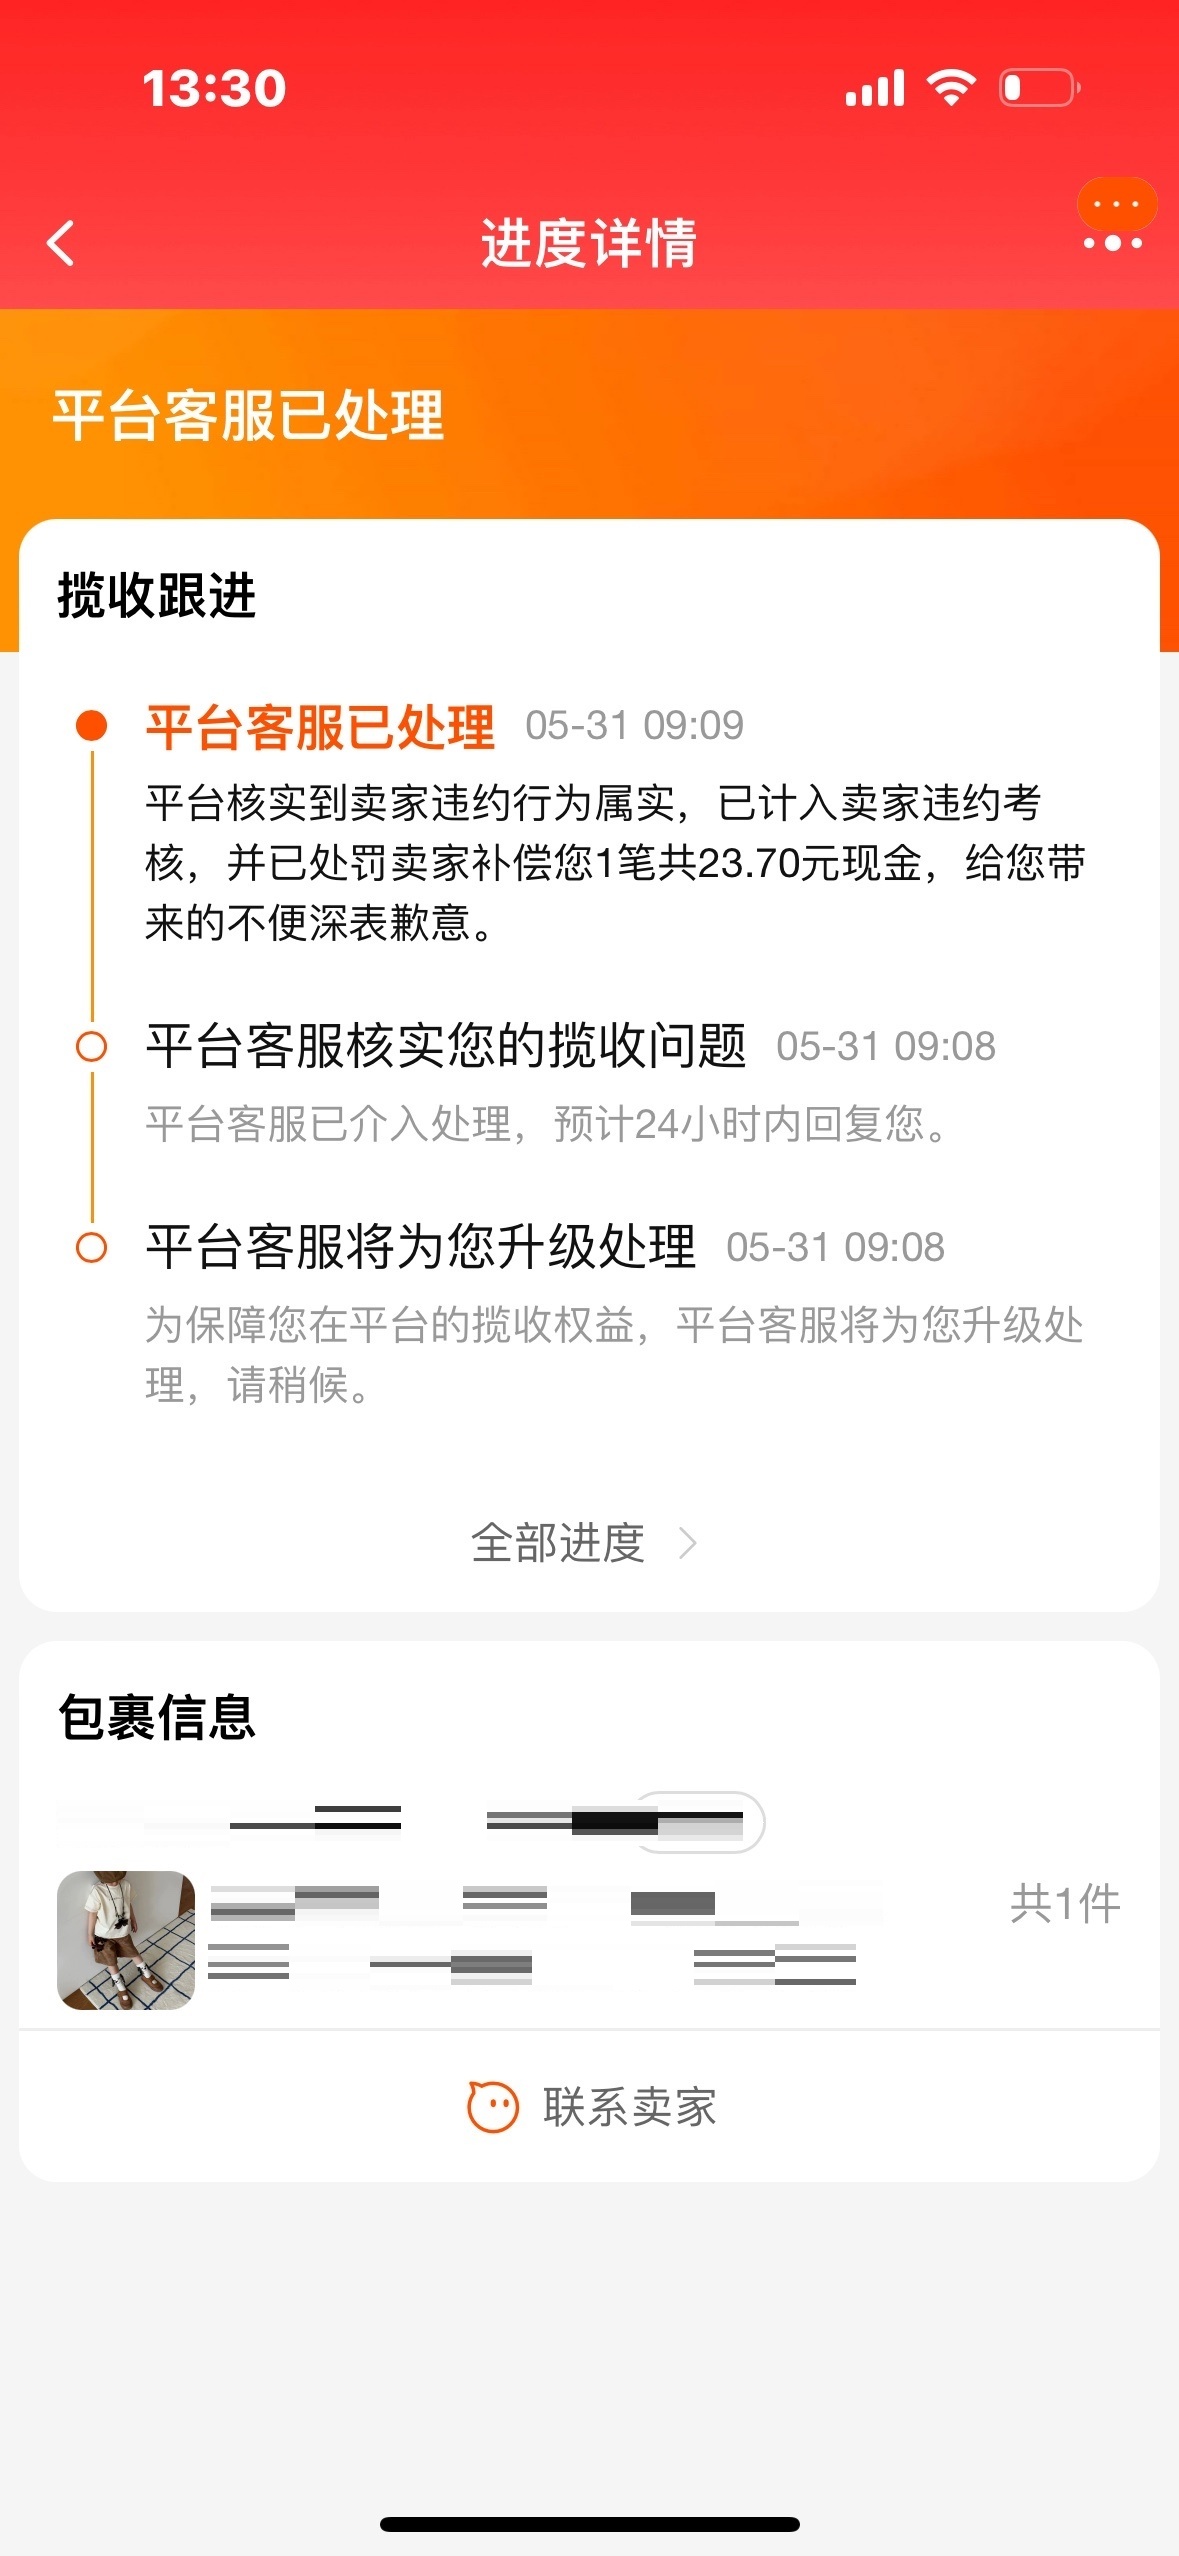 13:30
进度详情
平台客服已处理
揽收跟进
平台客服已处理 05-31 09:09
平台核实到卖家违约行为属实，已计入卖家违约考
核，并已处罚卖家补偿您1笔共23.70元现金，给您带
来的不便深表歉意。
平台客服核实您的揽收问题 05-31 09:08
平台客服已介入处理，预计24小时内回复您。
平台客服将为您升级处理 05-31 09:08
为保障您在平台的揽收权益，平台客服将为您升级处
理，请稍候。
全部进度
包裹信息
共1件
联系卖家